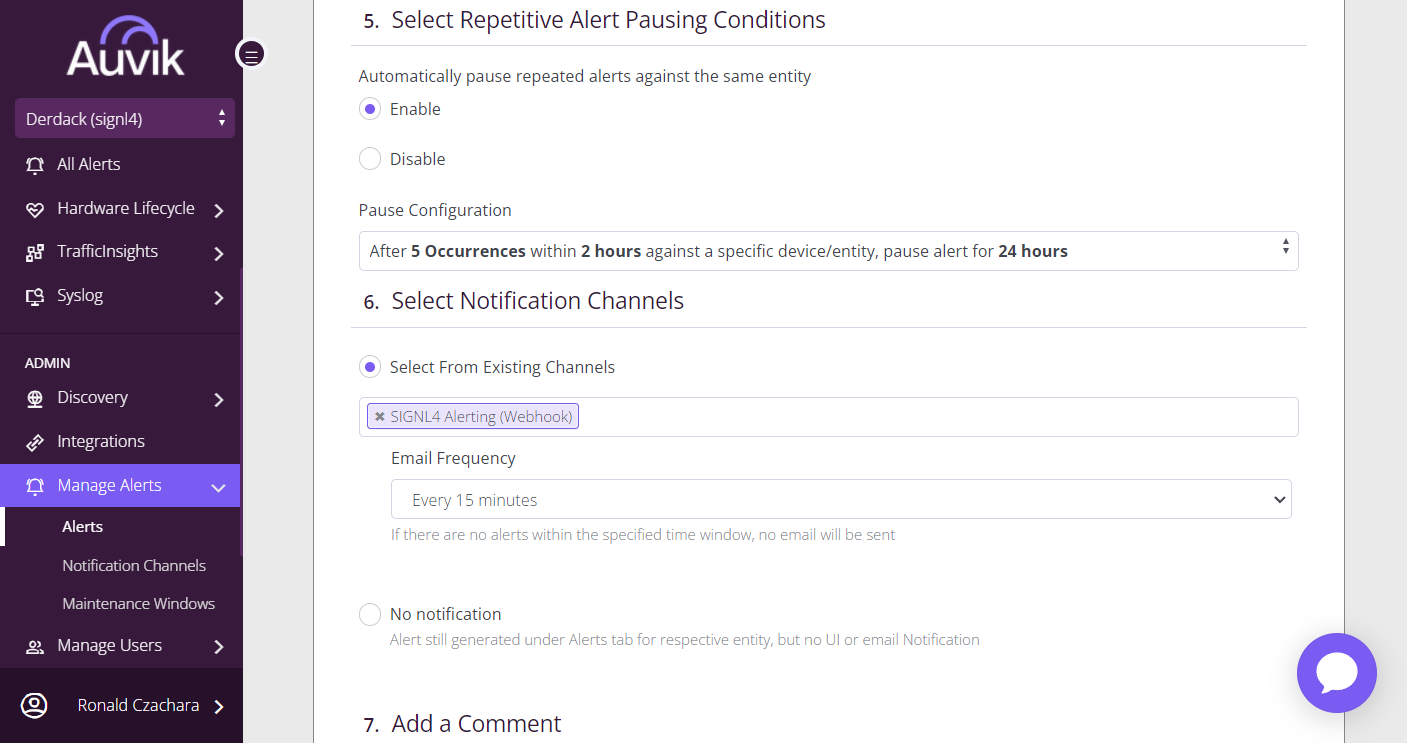 Auvik
Derdack (signl4)
All Alerts
Hardware Lifecycle
TrafficInsights
Syslog
ADMIN
Discovery
Integrations
Manage Alerts
Alerts
Notification Channels
Maintenance Windows
Manage Users
Ronald Czachara
5. Select Repetitive Alert Pausing Conditions
Automatically pause repeated alerts against the same entity
Enable
Disable
Pause Configuration
After 5 Occurrences within 2 hours against a specific device/entity, pause alert for 24 hours
6. Select Notification Channels
Select From Existing Channels
✖ SIGNL4 Alerting (Webhook)
Email Frequency
Every 15 minutes
If there are no alerts within the specified time window, no email will be sent
No notification
Alert still generated under Alerts tab for respective entity, but no UI or email Notification
7. Add a Comment